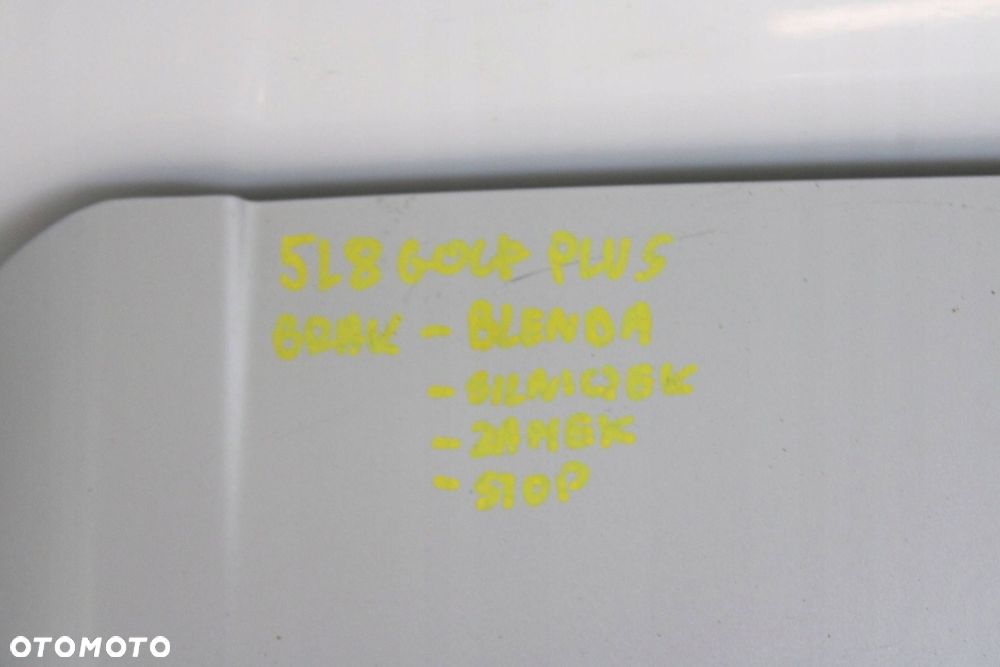 5L8 GOLF PLUS
BRAK - BLENDA
- SILNICZEK
- ZAMEK
- STOP
OTOMOTO